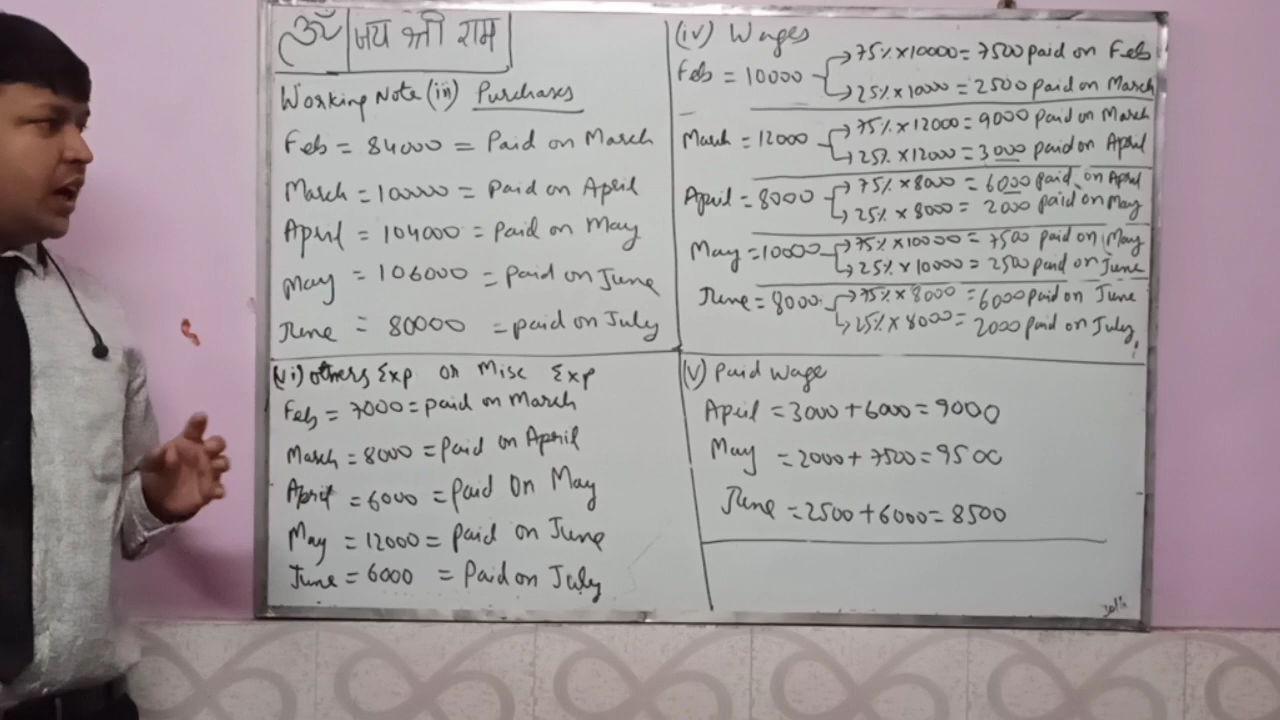 ॐ जय श्री राम
Working Note (iii) Purchases
Feb = 84000 = Paid on March
March = 100000 = Paid on April
April = 104000 = Paid on May
May = 106000 = Paid on June
June = 80000 = paid on July
(vi) others Exp or Misc Exp
Feb = 7000 = paid on March
March = 8000 = Paid on April
April = 6000 = Paid On May
May = 12000 = Paid on June
June = 6000 = Paid on July
(iv) Wages
Feb = 10000 → 75% × 10000 = 7500 paid on Feb
→ 25% × 1000 = 2500 paid on March
March = 12000 → 75% × 12000 = 9000 paid on March
→ 25% × 12000 = 3000 paid on April
April = 8000 → 75% × 8000 = 6000 paid on April
→ 25% × 8000 = 2000 paid on May
May = 10000 → 75% × 10000 = 7500 paid on May
→ 25% × 10000 = 2500 paid on June
June = 8000 → 75% × 8000 = 6000 paid on June
→ 25% × 8000 = 2000 paid on July
(v) Paid wage
April = 3000 + 6000 = 9000
May = 2000 + 7500 = 9500
June = 2500 + 6000 = 8500